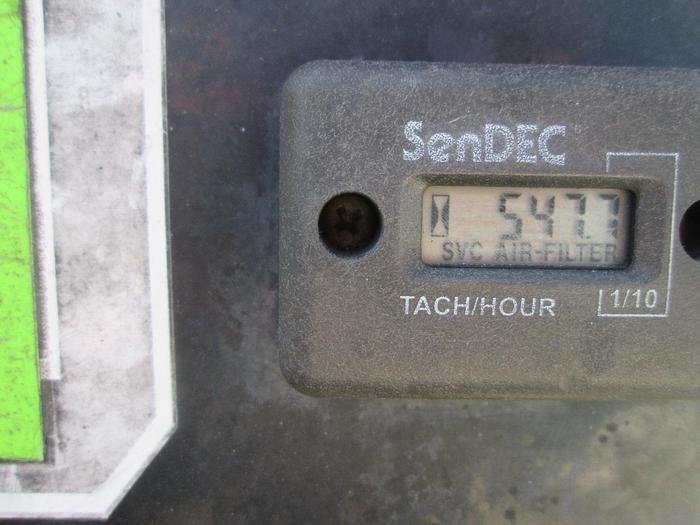 SenDEC
547.7
SVC AIR-FILTER
TACH/HOUR
1/10